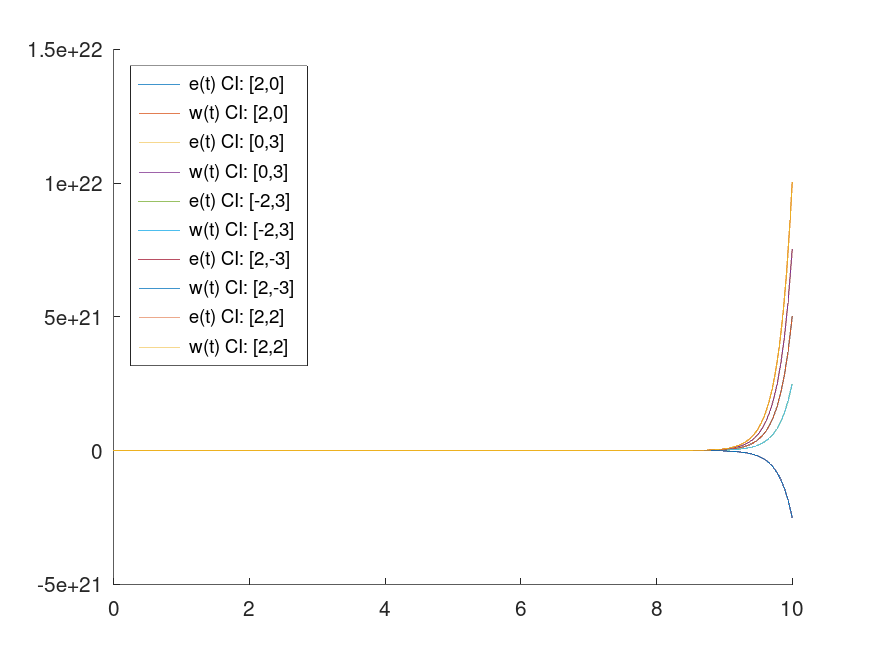 1.5e+22
e(t) CI: [2,0]
w(t) CI: [2,0]
e(t) CI: [0,3]
w(t) CI: [0,3]
1e+22
e(t) CI: [-2,3]
w(t) CI: [-2,3]
e(t) CI: [2,-3]
w(t) CI: [2,-3]
5e+21
e(t) CI: [2,2]
w(t) CI: [2,2]
0
-5e+21
0 2 4 6 8 10